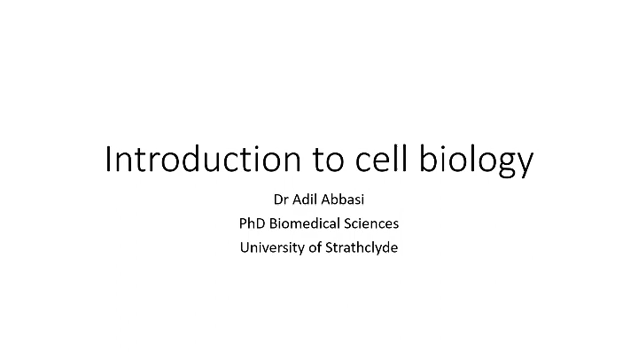 Introduction to cell biology
Dr Adil Abbasi
PhD Biomedical Sciences
University of Strathclyde